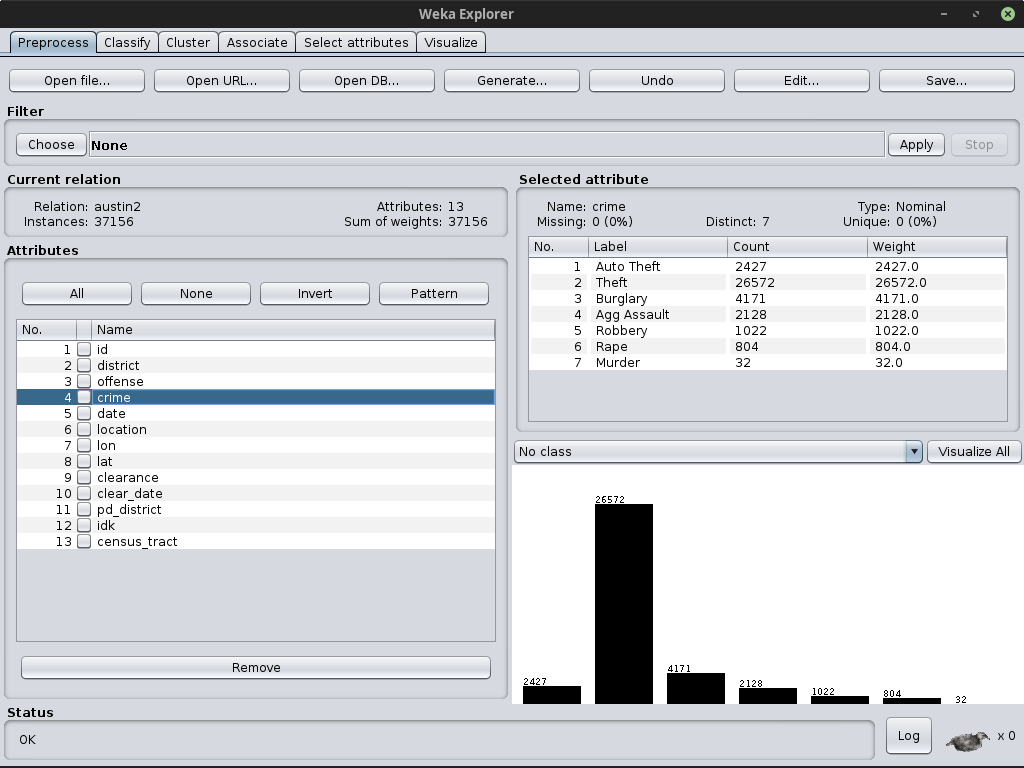 Weka Explorer
Preprocess Classify Cluster Associate Select attributes Visualize
Open file... Open URL... Open DB... Generate... Undo Edit... Save...
Filter
Choose None Apply Stop
Current relation
Relation: austin2 Attributes: 13
Instances: 37156 Sum of weights: 37156
Attributes
All None Invert Pattern
No. Name
1 id
2 district
3 offense
4 crime
5 date
6 location
7 lon
8 lat
9 clearance
10 clear_date
11 pd_district
12 idk
13 census_tract
Remove
Selected attribute
Name: crime Type: Nominal
Missing: 0 (0%) Distinct: 7 Unique: 0 (0%)
No. Label Count Weight
1 Auto Theft 2427 2427.0
2 Theft 26572 26572.0
3 Burglary 4171 4171.0
4 Agg Assault 2128 2128.0
5 Robbery 1022 1022.0
6 Rape 804 804.0
7 Murder 32 32.0
No class Visualize All
26572
2427 4171 2128 1022 804 32
Status
OK Log x 0